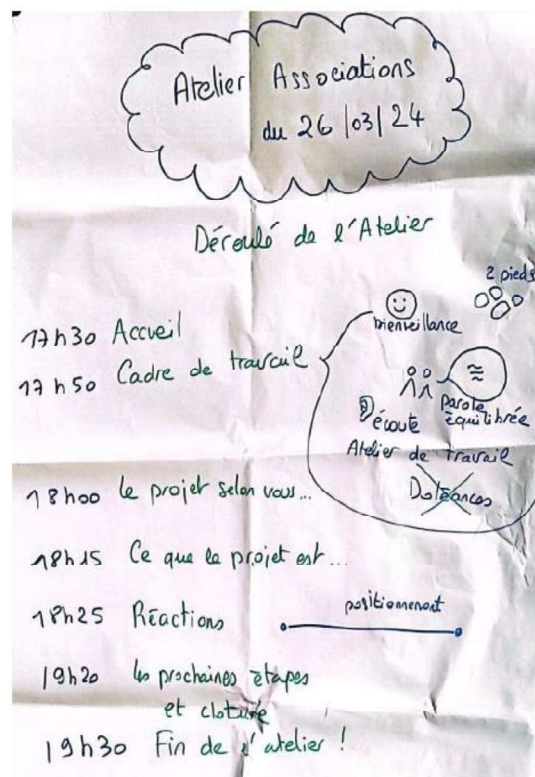 Atelier Associations
du 26/03/24
Déroulé de l'Atelier
17h30 Accueil
17h50 Cadre de travail
bienveillance
2 pieds
écoute
parole
équilibrée
Atelier de travail
Doléances
18h00 le projet selon vous...
18h15 Ce que le projet est...
18h25 Réactions
positionnement
19h20 les prochaines étapes
et cloture
19h30 Fin de l'atelier !